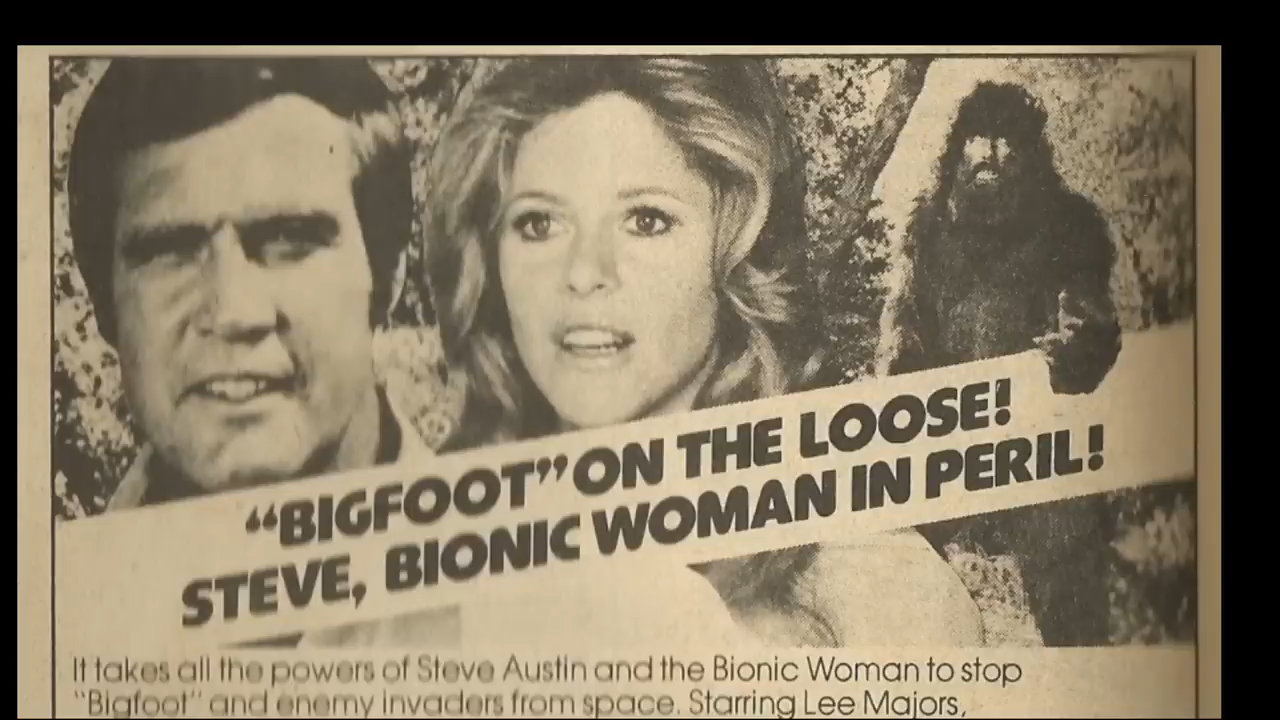 “BIGFOOT” ON THE LOOSE!
STEVE, BIONIC WOMAN IN PERIL!
It takes all the powers of Steve Austin and the Bionic Woman to stop
“Bigfoot” and enemy invaders from space. Starring Lee Majors,